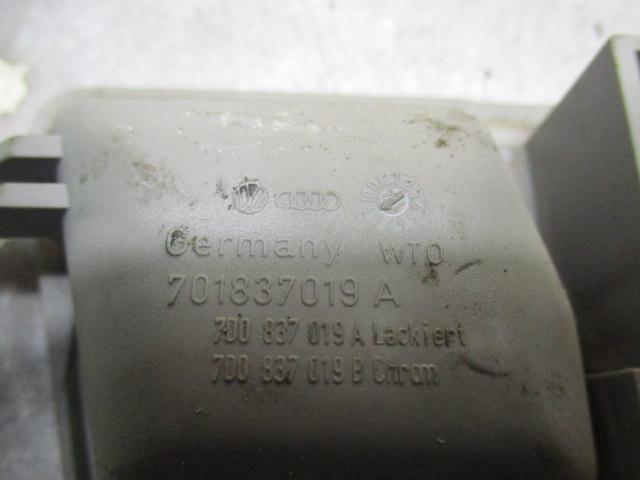 Germany WTO
701837019 A
7D0 837 019 A Lackiert
7D0 837 019 B Chrom